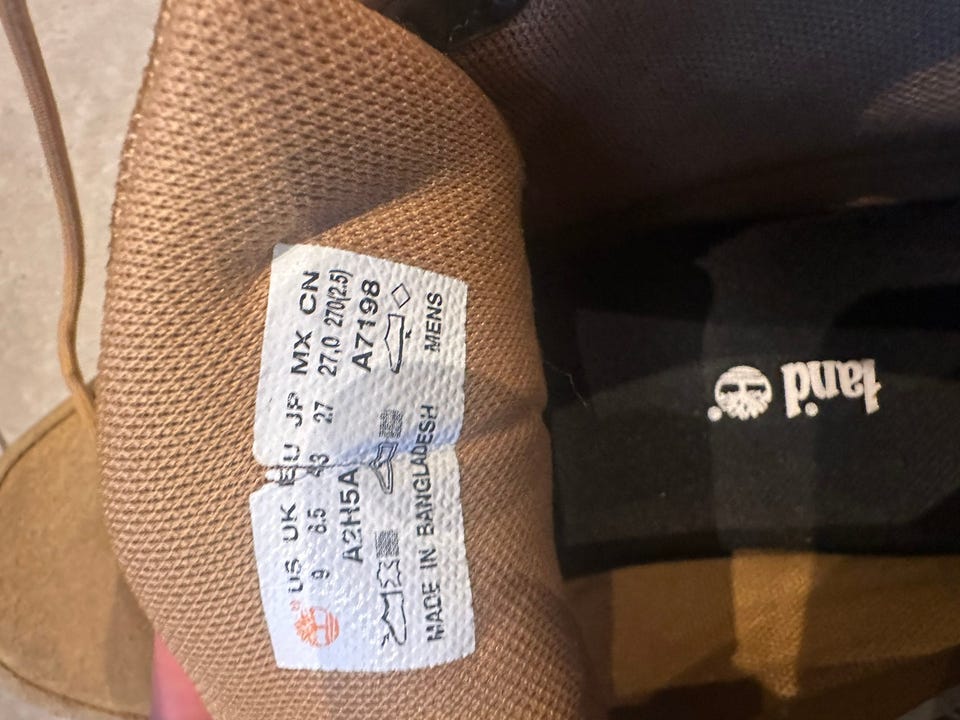 ® US UK EU JP MX CN
9 8.5 43 27 27.0 270(2.5)
A2H5A A7198
MADE IN BANGLADESH MENS
®
land